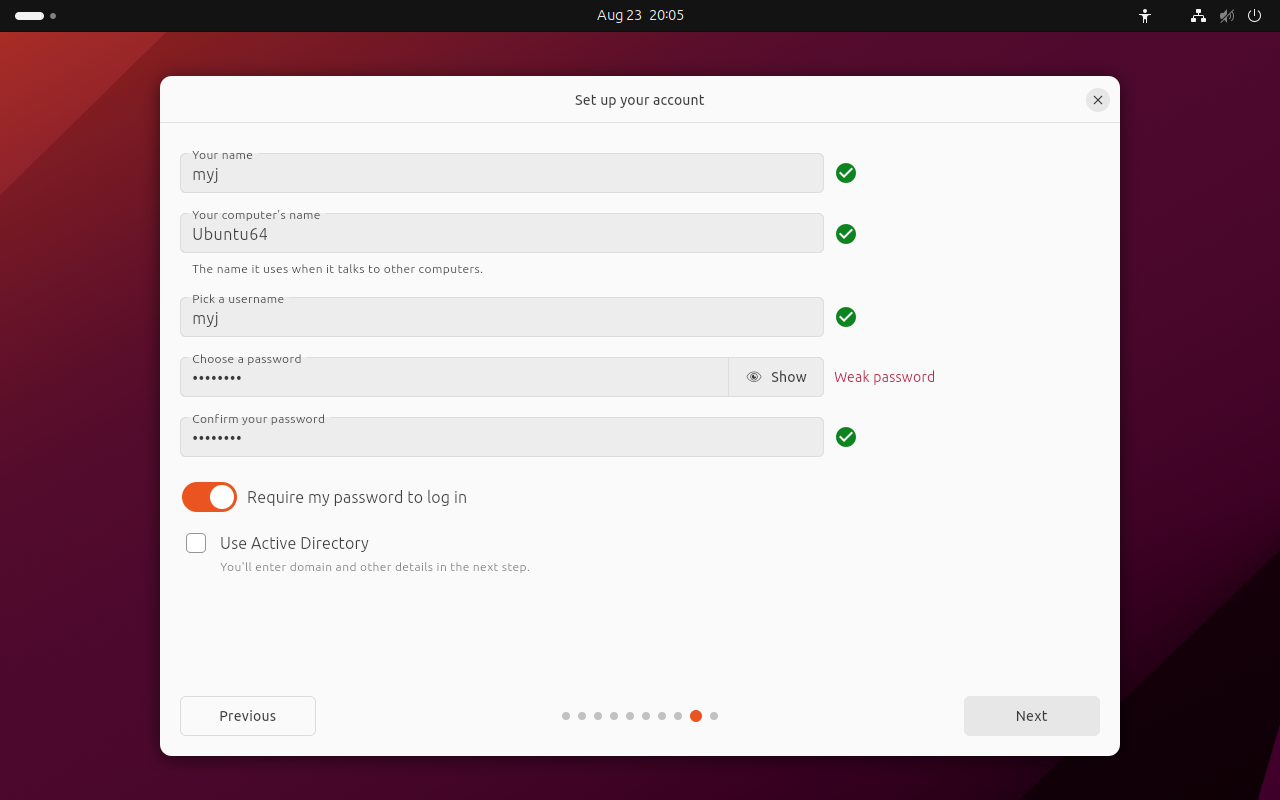 Aug 23 20:05
Set up your account
Your name
myj
Your computer's name
Ubuntu64
The name it uses when it talks to other computers.
Pick a username
myj
Choose a password
••••••••
Show
Weak password
Confirm your password
••••••••
Require my password to log in
Use Active Directory
You'll enter domain and other details in the next step.
Previous
Next